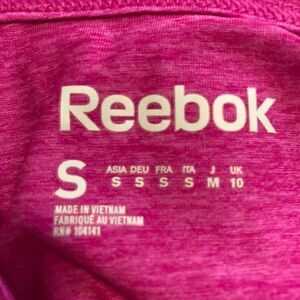 Reebok
S
ASIA DEU FRA ITA J UK
S S S S M 10
MADE IN VIETNAM
FABRIQUÉ AU VIETNAM
RN# 104141